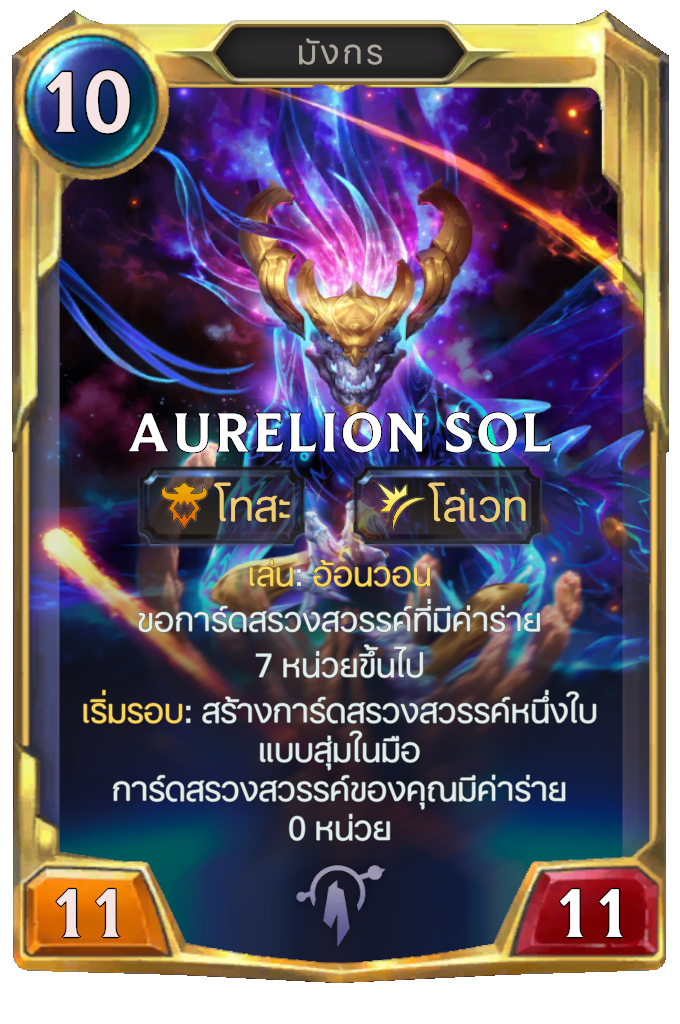 มังกร
10
AURELION SOL
โทสะ
โล่เวท
เล่น: อ้อนวอน
ขอการ์ดสรวงสวรรค์ที่มีค่าร่าย
7 หน่วยขึ้นไป
เริ่มรอบ: สร้างการ์ดสรวงสวรรค์หนึ่งใบ
แบบสุ่มในมือ
การ์ดสรวงสวรรค์ของคุณมีค่าร่าย
0 หน่วย
11
11